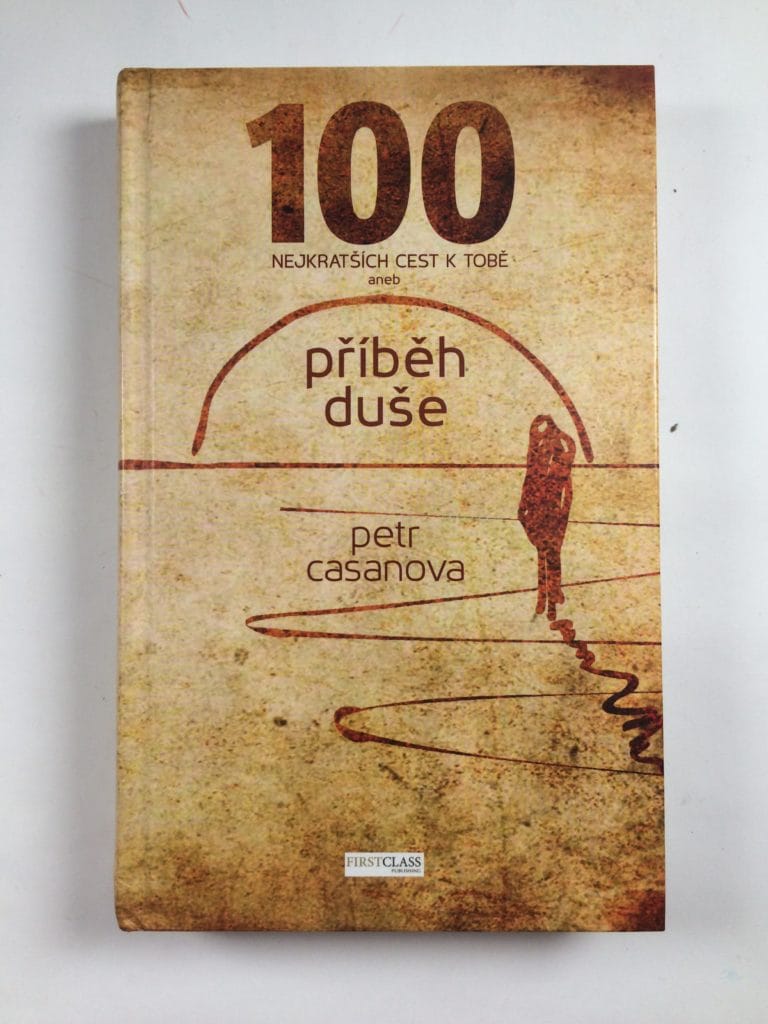 100
NEJKRATŠÍCH CEST K TOBĚ
aneb
příběh
duše
petr
casanova
FIRSTCLASS
PUBLISHING